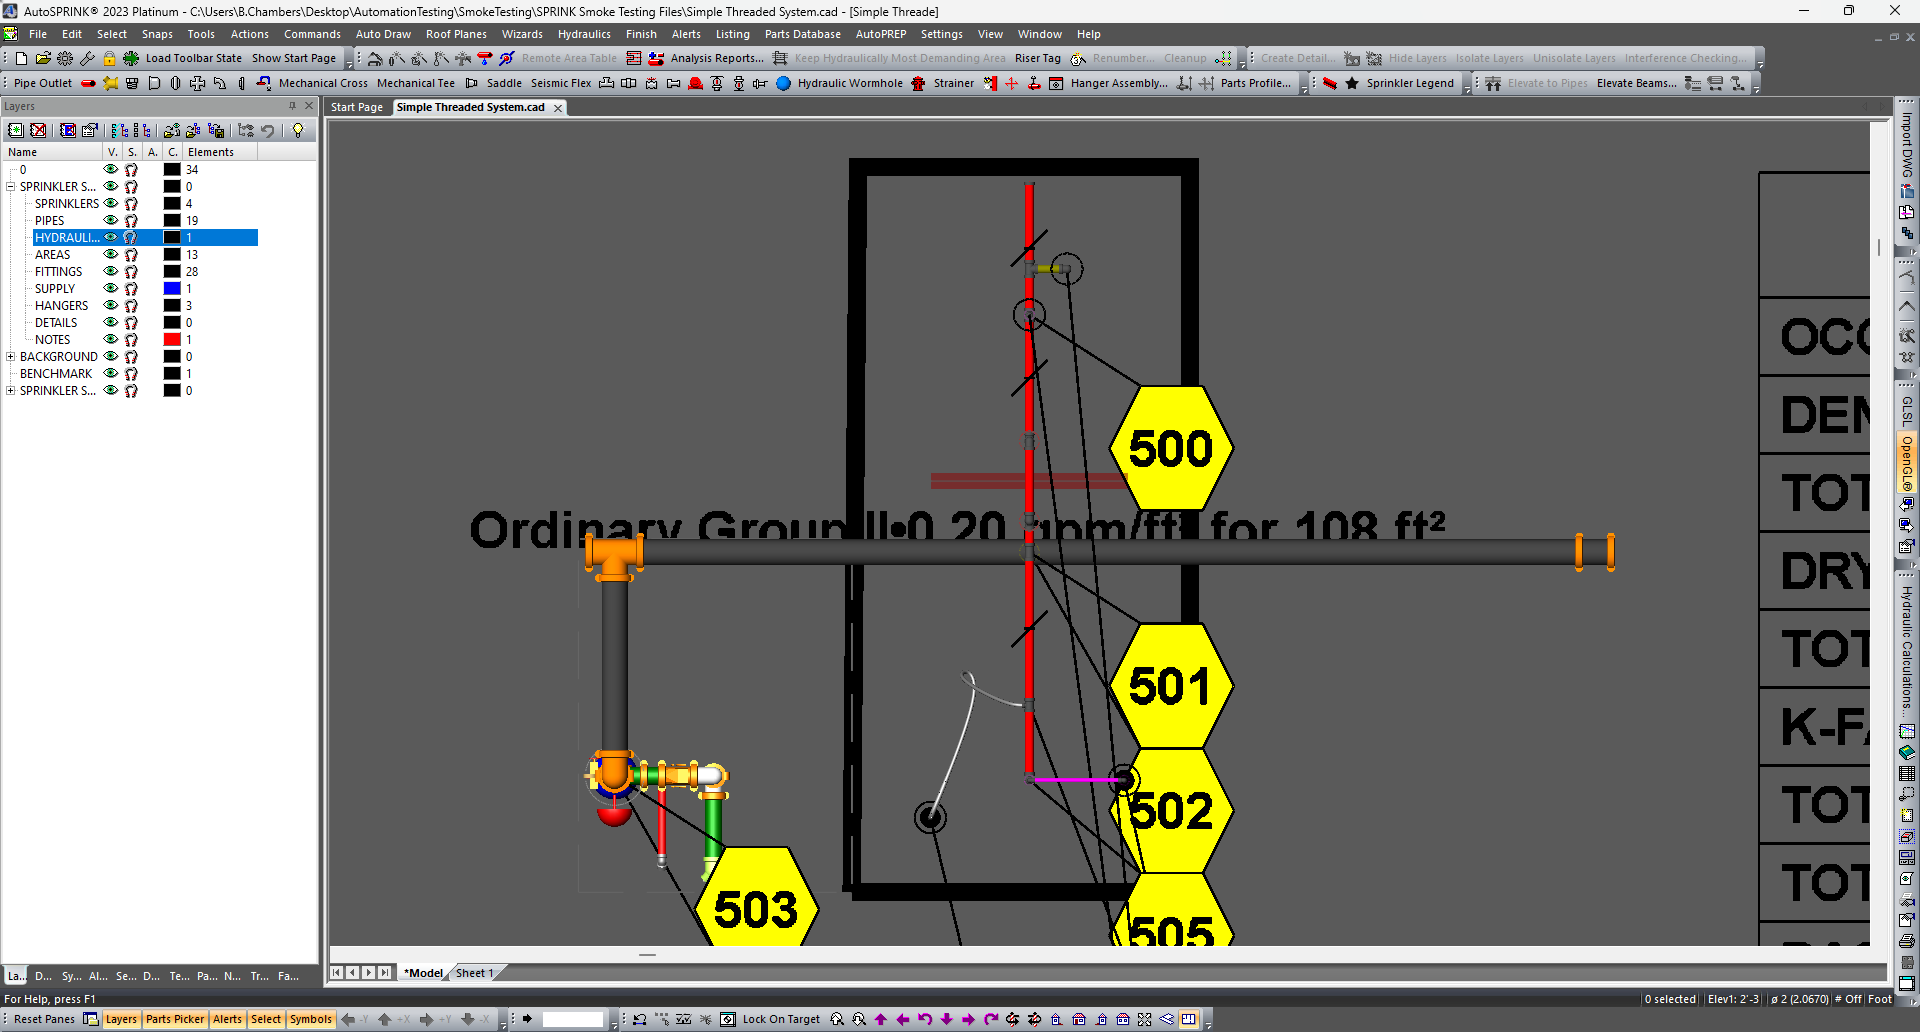 AutoSPRINK® 2023 Platinum - C:\Users\B.Chambers\Desktop\AutomationTesting\SmokeTesting\SPRINK Smoke Testing Files\Simple Threaded System.cad - [Simple Threade]
File Edit Select Snaps Tools Actions Commands Auto Draw Roof Planes Wizards Hydraulics Finish Alerts Listing Parts Database AutoPREP Settings View Window Help
Load Toolbar State Show Start Page Remote Area Table Analysis Reports... Keep Hydraulically Most Demanding Area Riser Tag Renumber... Cleanup Create Detail... Hide Layers Isolate Layers Unisolate Layers Interference Checking...
Pipe Outlet Mechanical Cross Mechanical Tee Saddle Seismic Flex Hydraulic Wormhole Strainer Hanger Assembly... Parts Profile... Sprinkler Legend Elevate to Pipes Elevate Beams...
Layers
Start Page Simple Threaded System.cad
Name V. S. A. C. Elements
0 34
SPRINKLER S... 0
SPRINKLERS 4
PIPES 19
HYDRAULI... 1
AREAS 13
FITTINGS 28
SUPPLY 1
HANGERS 3
DETAILS 0
NOTES 1
BACKGROUND 0
BENCHMARK 1
SPRINKLER S... 0
500
Ordinary Group II•0.20 gpm/ft² for 108 ft²
501
502
503
505
OCC
DEN
TOT
DRY
TOT
K-FA
TOT
TOT
Import DWG
GLSL
OpenGL®
Hydraulic Calculations...
La... D... Sy... Al... Se... D... Te... Pa... N... Tr... Fa...
*Model Sheet 1
For Help, press F1
0 selected Elev1: 2'-3 ø 2 (2.0670) # Off Foot
Reset Panes Layers Parts Picker Alerts Select Symbols -Y +X +Y -X Lock On Target